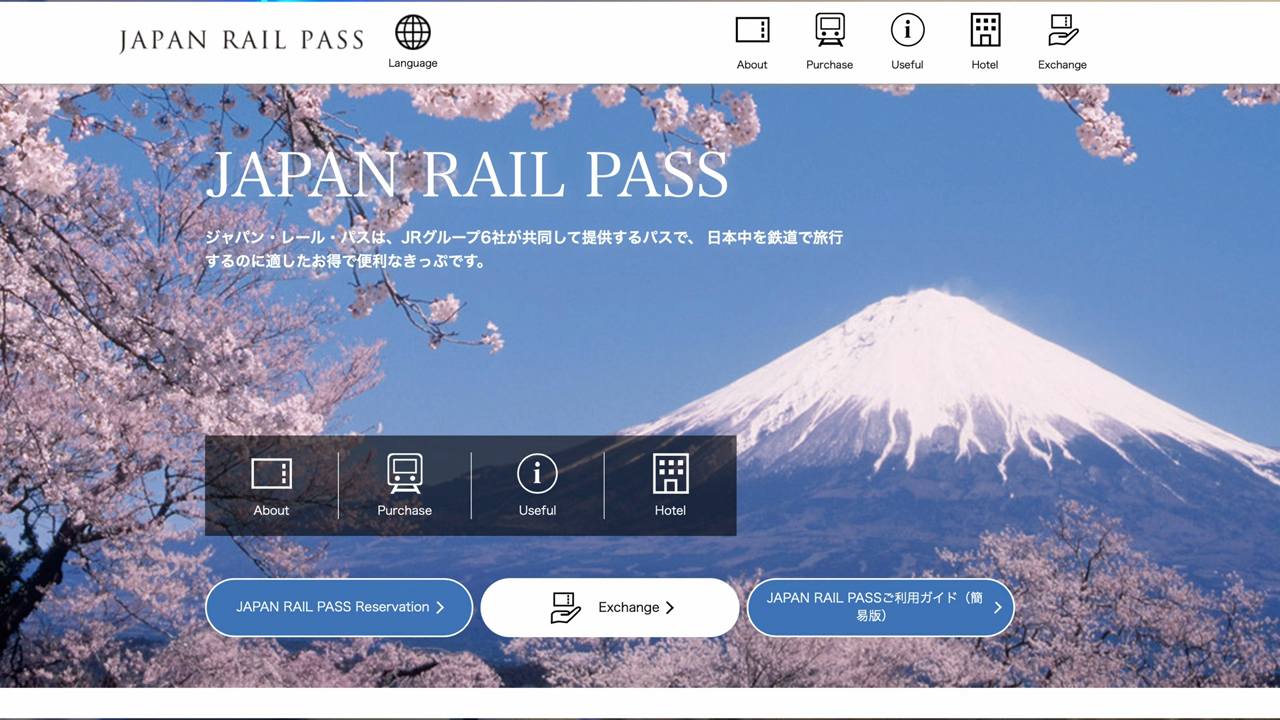 JAPAN RAIL PASS
Language
About
Purchase
Useful
Hotel
Exchange
JAPAN RAIL PASS
ジャパン・レール・パスは、JRグループ6社が共同して提供するパスで、 日本中を鉄道で旅行
するのに適したお得で便利なきっぷです。
About
Purchase
Useful
Hotel
JAPAN RAIL PASS Reservation
Exchange
JAPAN RAIL PASSご利用ガイド（簡
易版）